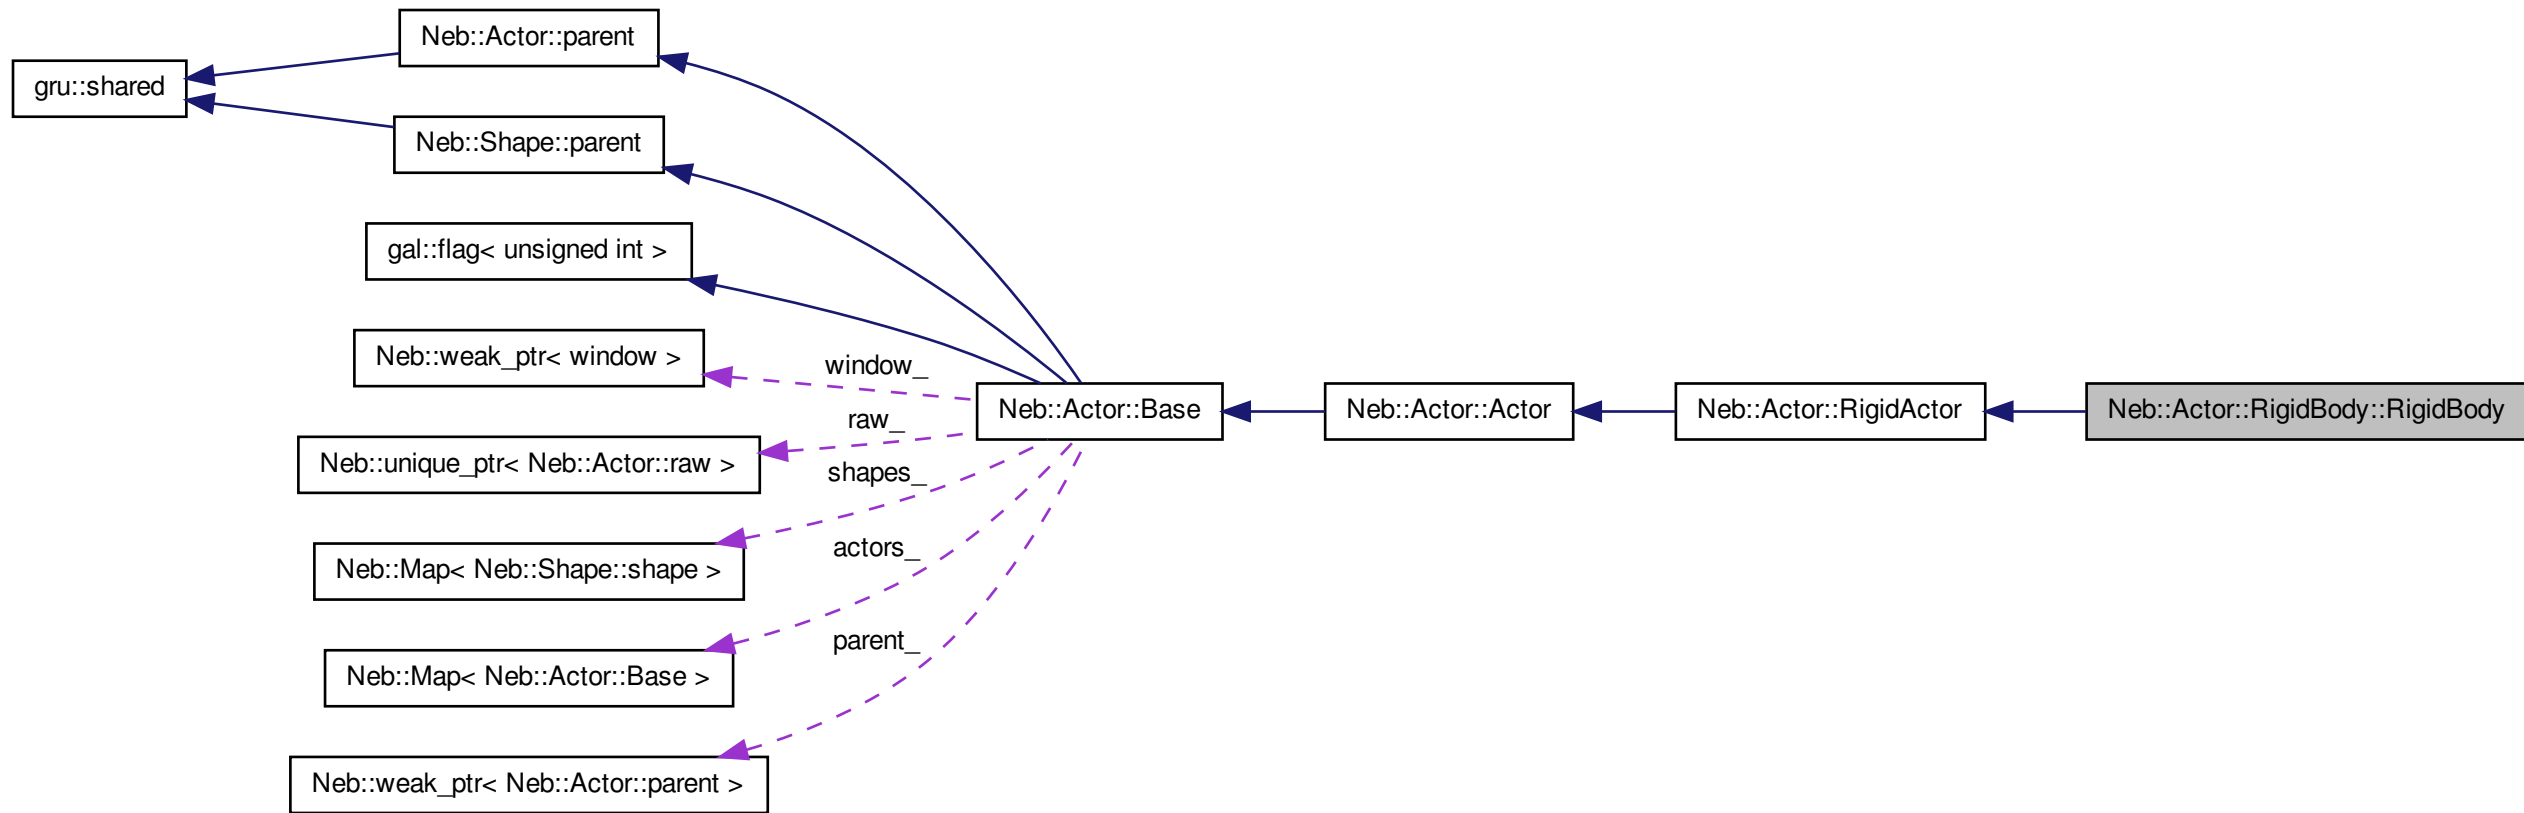 Neb::Actor::parent
gru::shared
Neb::Shape::parent
gal::flag< unsigned int >
Neb::weak_ptr< window >
window_
Neb::Actor::Base
Neb::Actor::Actor
Neb::Actor::RigidActor
Neb::Actor::RigidBody::RigidBody
raw_
Neb::unique_ptr< Neb::Actor::raw >
shapes_
Neb::Map< Neb::Shape::shape >
actors_
Neb::Map< Neb::Actor::Base >
parent_
Neb::weak_ptr< Neb::Actor::parent >